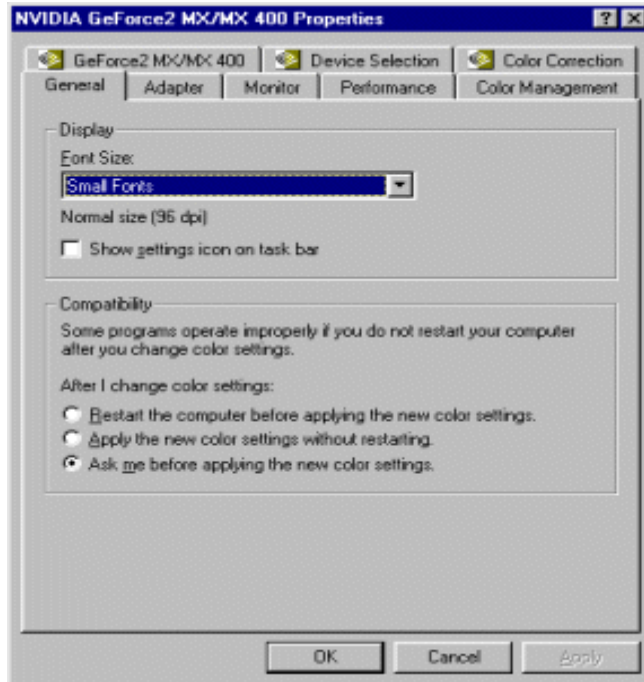 NVIDIA GeForce2 MX/MX 400 Properties
GeForce2 MX/MX 400 Device Selection Color Correction
General Adapter Monitor Performance Color Management
Display
Font Size:
Small Fonts
Normal size (96 dpi)
Show settings icon on task bar
Compatibility
Some programs operate improperly if you do not restart your computer
after you change color settings.
After I change color settings:
Restart the computer before applying the new color settings.
Apply the new color settings without restarting.
Ask me before applying the new color settings.
OK Cancel Apply